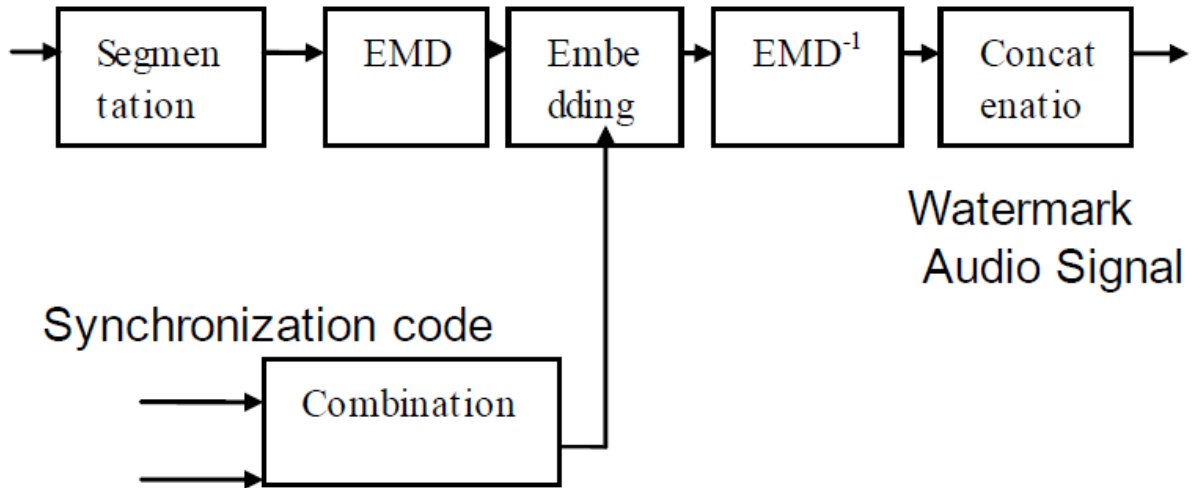 Segmen
tation
EMD
Embe
dding
EMD-1
Concat
enatio
Watermark
Audio Signal
Synchronization code
Combination